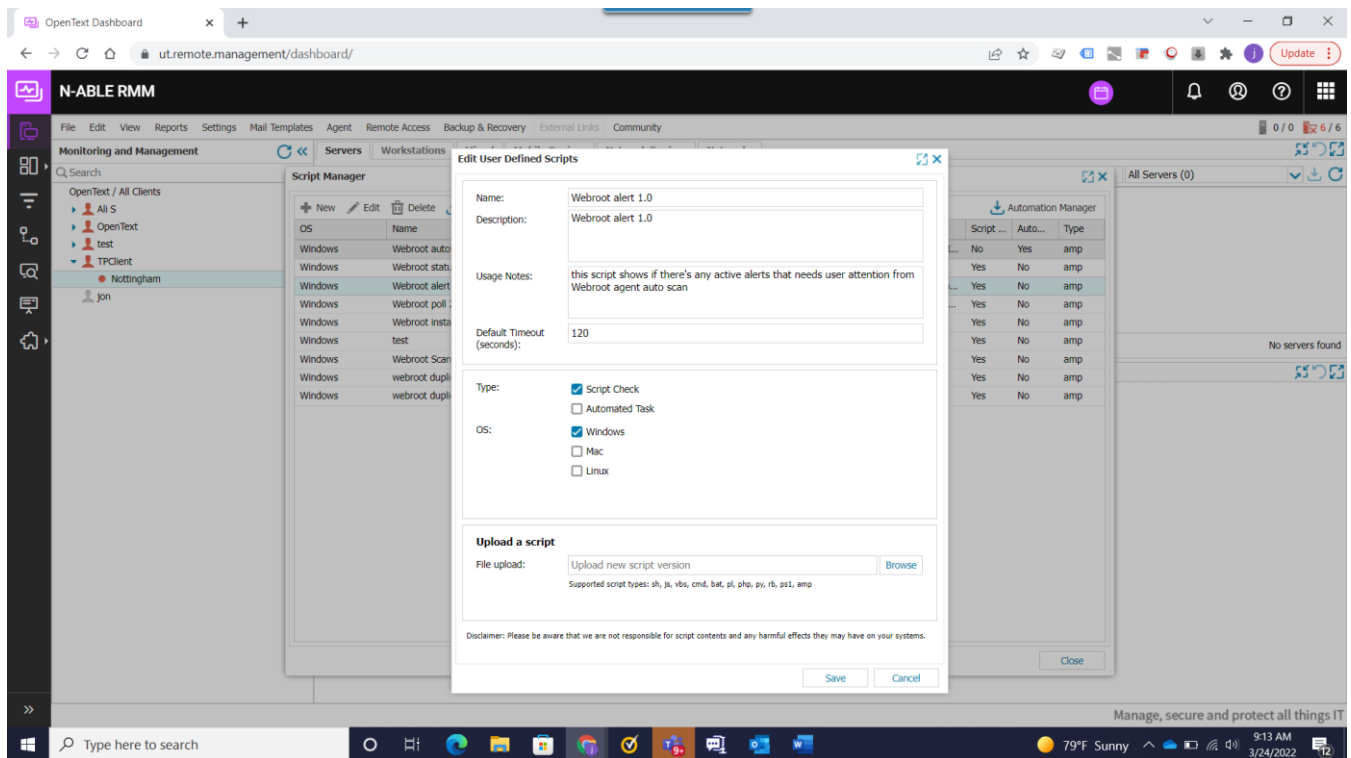 OpenText Dashboard
ut.remote.management/dashboard/
j
Update
N-ABLE RMM
File Edit View Reports Settings Mail Templates Agent Remote Access Backup & Recovery External Links Community
0 / 0 6 / 6
Monitoring and Management
Servers Workstations
Search
OpenText / All Clients
Ali S
OpenText
test
TPClient
Nottingham
jon
Script Manager
All Servers (0)
New Edit Delete
Automation Manager
OS Name Script ... Auto... Type
Windows Webroot auto No Yes amp
Windows Webroot statu Yes No amp
Windows Webroot alert Yes No amp
Windows Webroot poll Yes No amp
Windows Webroot insta Yes No amp
Windows test Yes No amp
Windows Webroot Scan Yes No amp
Windows webroot dupli Yes No amp
Windows webroot dupli Yes No amp
No servers found
Close
Edit User Defined Scripts
Name: Webroot alert 1.0
Description: Webroot alert 1.0
Usage Notes: this script shows if there's any active alerts that needs user attention from
Webroot agent auto scan
Default Timeout
(seconds): 120
Type: Script Check
Automated Task
OS: Windows
Mac
Linux
Upload a script
File upload: Upload new script version Browse
Supported script types: sh, js, vbs, cmd, bat, pl, php, py, rb, ps1, amp
Disclaimer: Please be aware that we are not responsible for script contents and any harmful effects they may have on your systems.
Save Cancel
Manage, secure and protect all things IT
Type here to search
9+
79°F Sunny
9:13 AM
3/24/2022
12